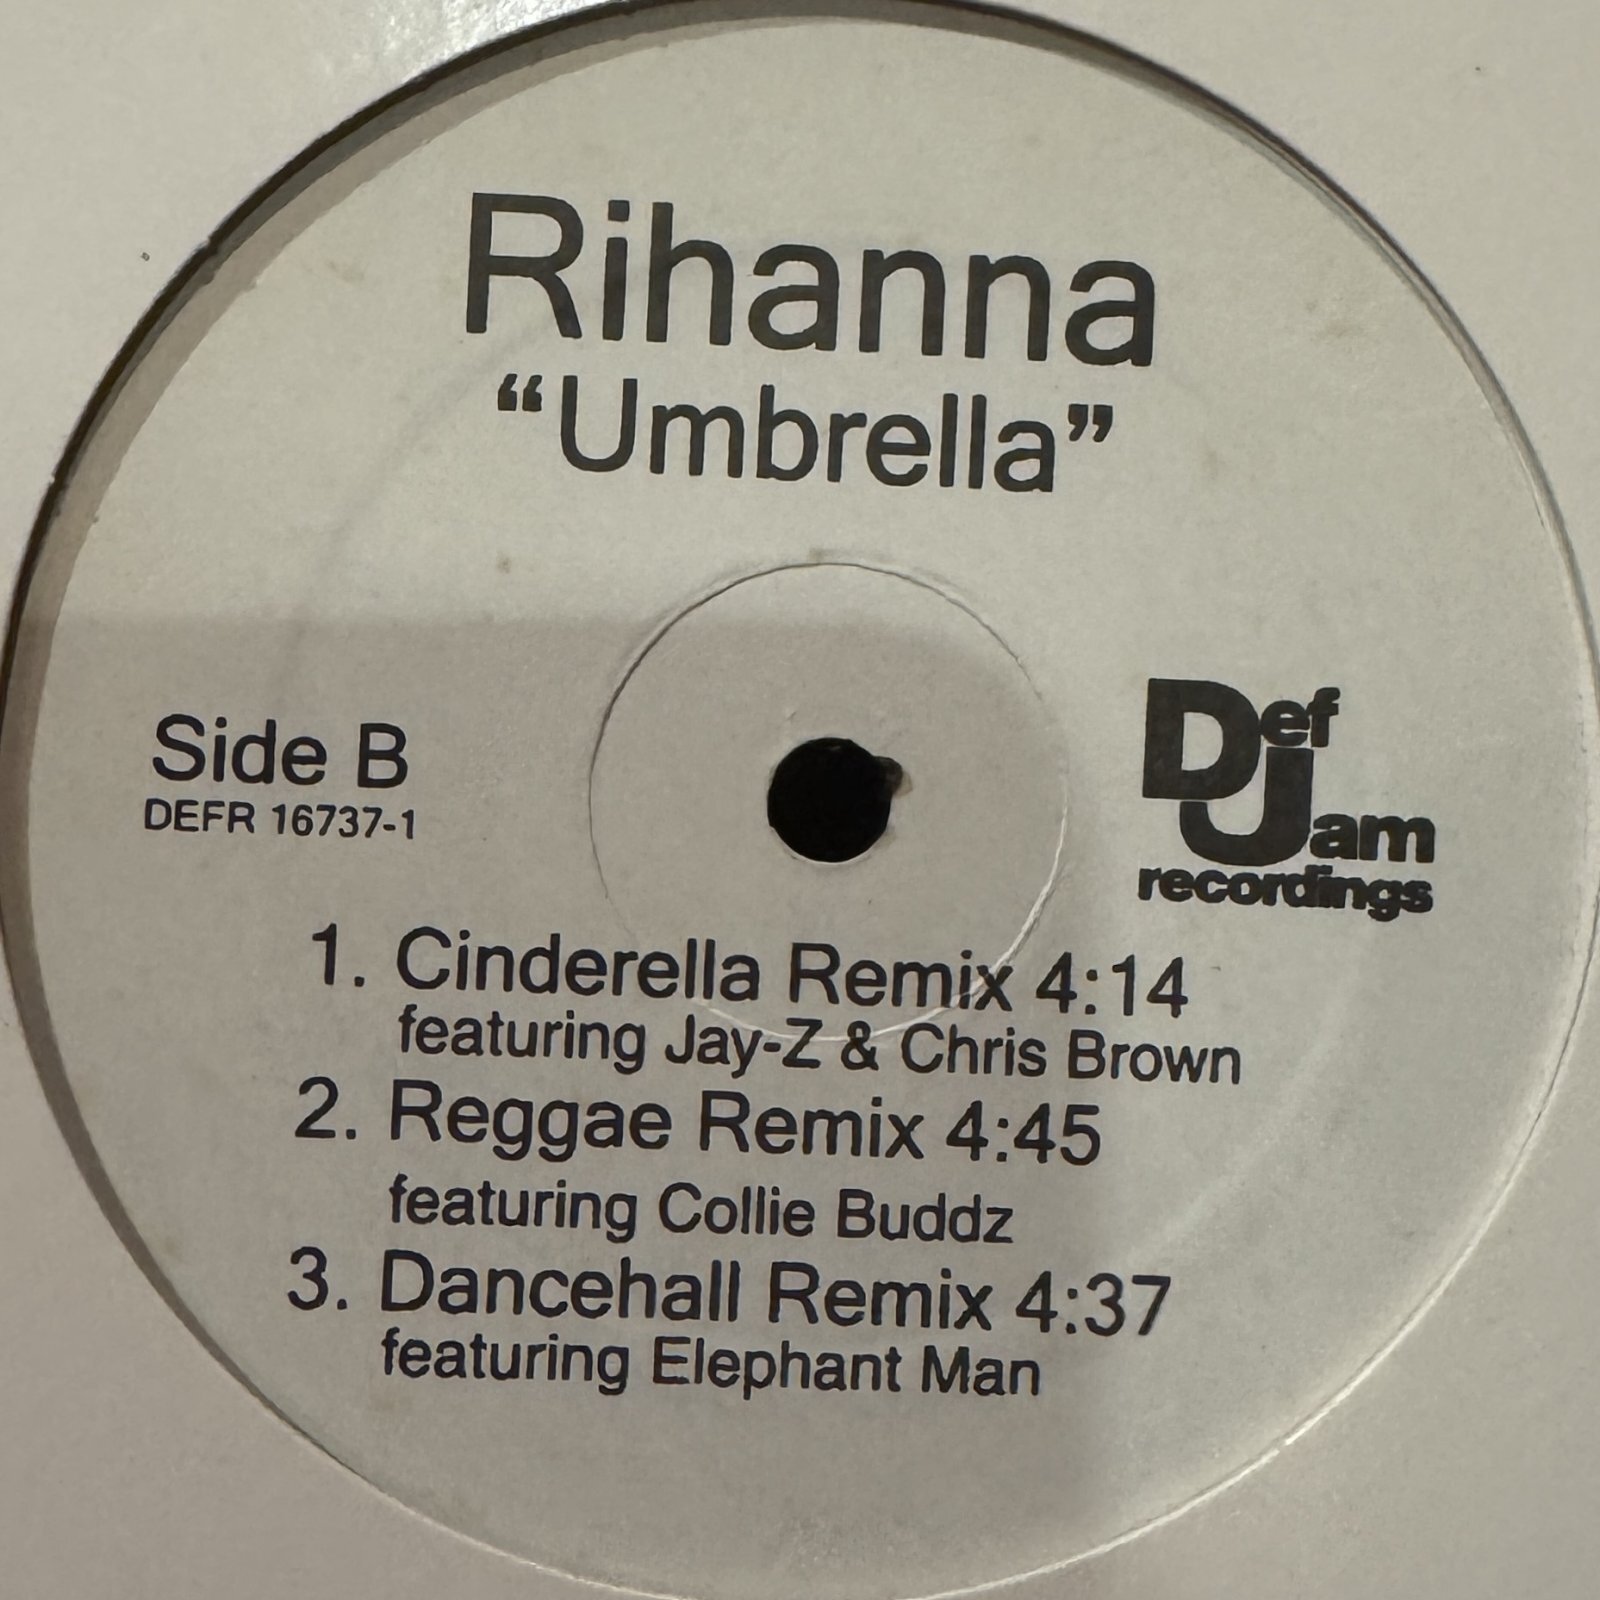 Rihanna
“Umbrella”
Side B
DEFR 16737-1
Def
Jam
recordings
1. Cinderella Remix 4:14
featuring Jay-Z & Chris Brown
2. Reggae Remix 4:45
featuring Collie Buddz
3. Dancehall Remix 4:37
featuring Elephant Man